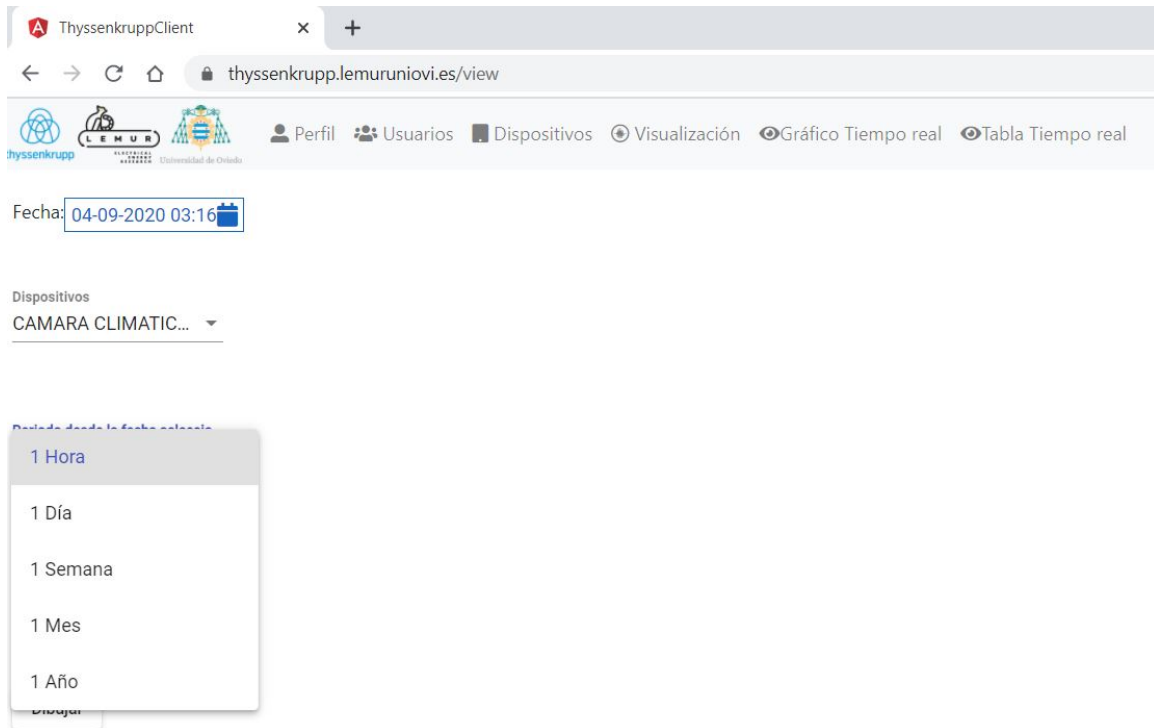 ThyssenkruppClient
thyssenkrupp.lemuruniovi.es/view
thyssenkrupp LEMUR Universidad de Oviedo Perfil Usuarios Dispositivos Visualización Gráfico Tiempo real Tabla Tiempo real
Fecha: 04-09-2020 03:16
Dispositivos
CAMARA CLIMATIC...
1 Hora
1 Día
1 Semana
1 Mes
1 Año
Dibujar